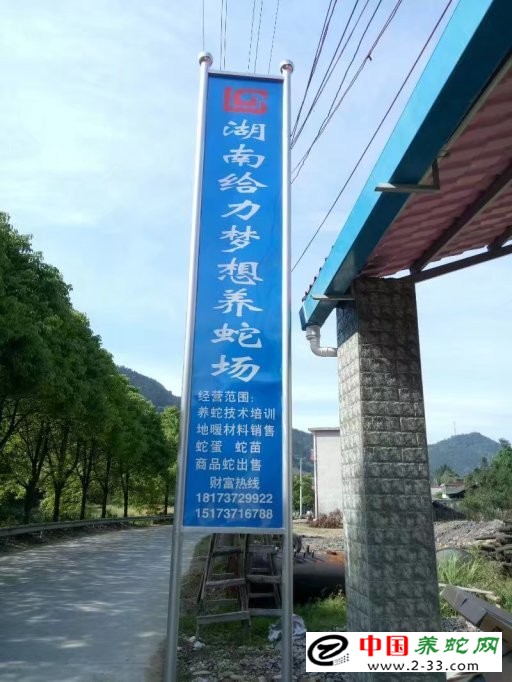 湖南给力梦想养蛇场
经营范围:
养蛇技术培训
地暖材料销售
蛇蛋 蛇苗
商品蛇出售
财富热线
18173729922
15173716788
中国养蛇网
www.2-33.com